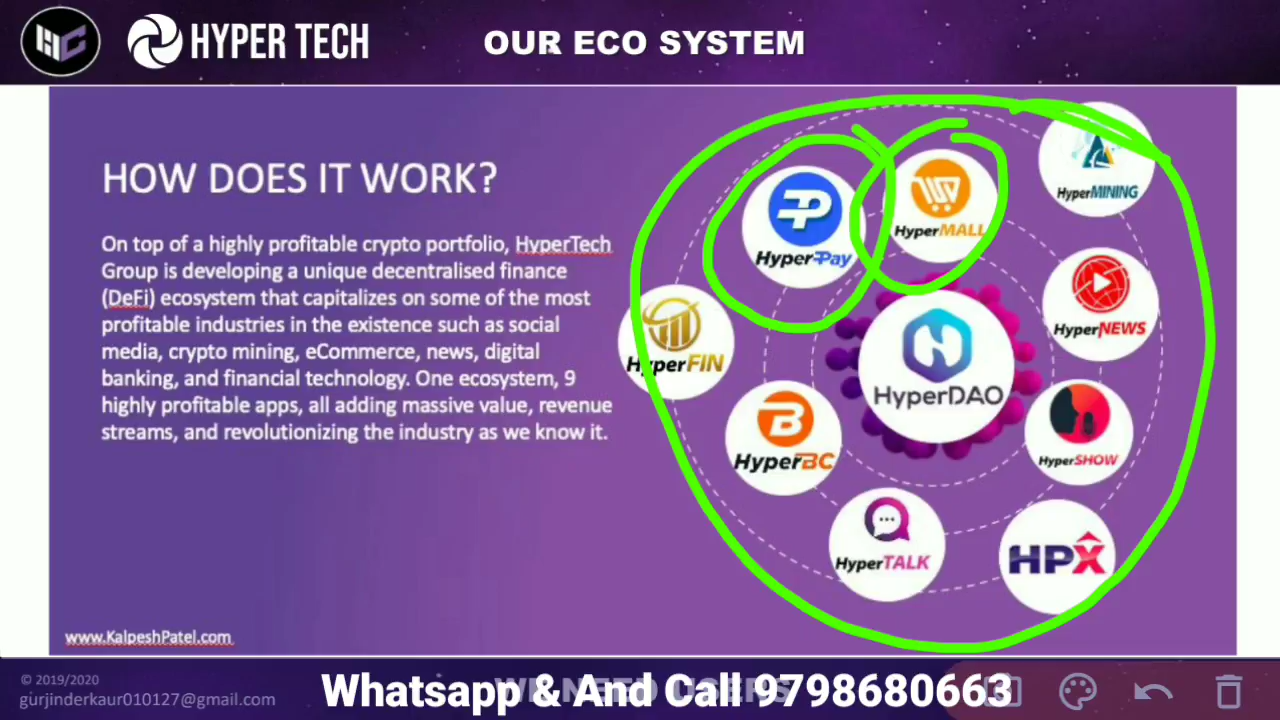 HC
HYPER TECH
OUR ECO SYSTEM
HOW DOES IT WORK?
On top of a highly profitable crypto portfolio, HyperTech
Group is developing a unique decentralised finance
(DeFi) ecosystem that capitalizes on some of the most
profitable industries in the existence such as social
media, crypto mining, eCommerce, news, digital
banking, and financial technology. One ecosystem, 9
highly profitable apps, all adding massive value, revenue
streams, and revolutionizing the industry as we know it.
HyperMINING
HyperPay
HyperMALL
HyperNEWS
HyperFIN
HyperDAO
HyperBC
HyperSHOW
HyperTALK
HPX
www.KalpeshPatel.com
© 2019/2020
gurjinderkaur010127@gmail.com
Whatsapp & And Call 9798680663